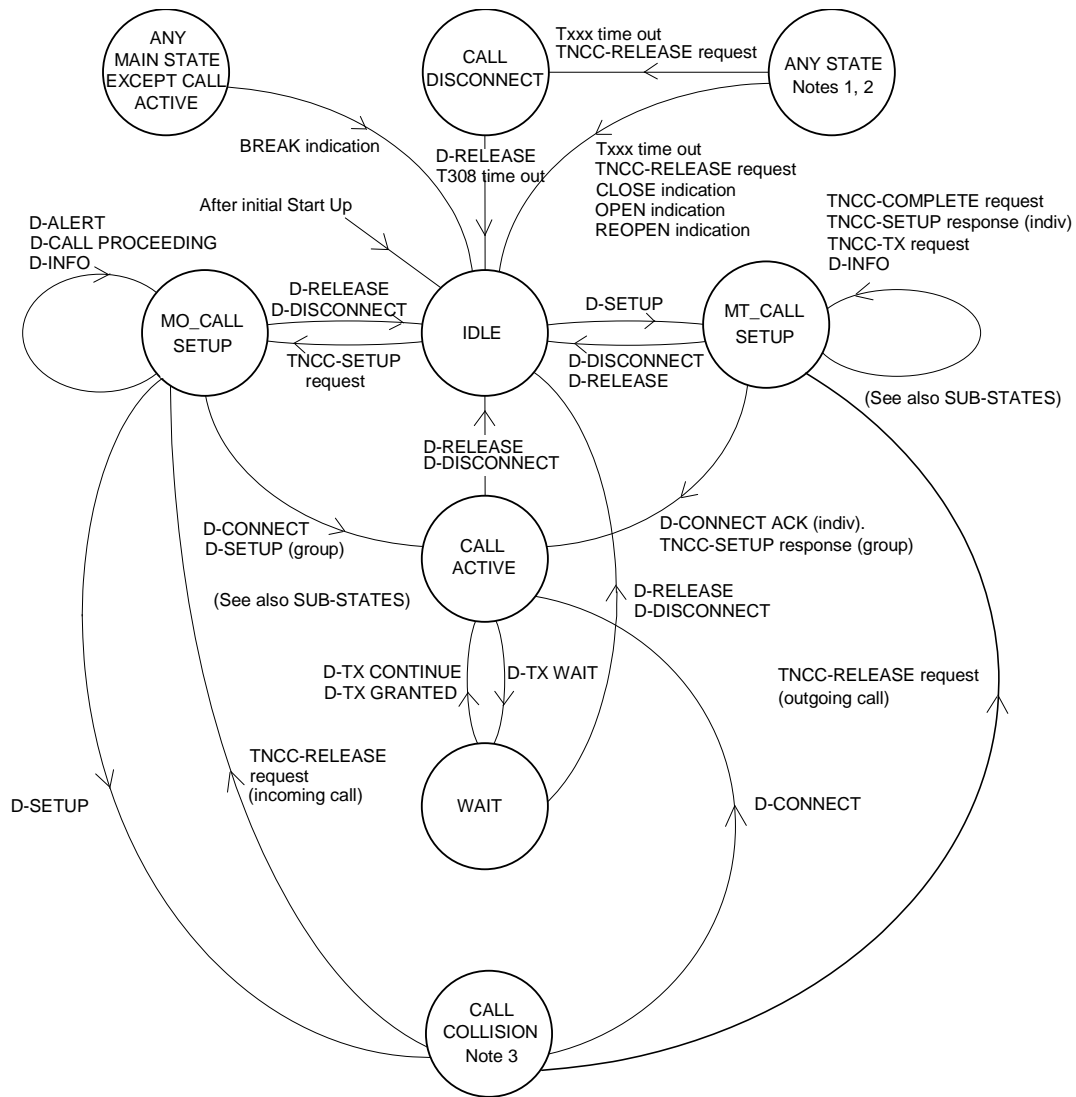 ANY
MAIN STATE
EXCEPT CALL
ACTIVE
CALL
DISCONNECT
Txxx time out
TNCC-RELEASE request
ANY STATE
Notes 1, 2
BREAK indication
D-RELEASE
T308 time out
Txxx time out
TNCC-RELEASE request
CLOSE indication
OPEN indication
REOPEN indication
After initial Start Up
D-ALERT
D-CALL PROCEEDING
D-INFO
TNCC-COMPLETE request
TNCC-SETUP response (indiv)
TNCC-TX request
D-INFO
MO_CALL
SETUP
D-RELEASE
D-DISCONNECT
TNCC-SETUP
request
IDLE
D-SETUP
D-DISCONNECT
D-RELEASE
MT_CALL
SETUP
(See also SUB-STATES)
D-RELEASE
D-DISCONNECT
D-CONNECT
D-SETUP (group)
CALL
ACTIVE
D-CONNECT ACK (indiv).
TNCC-SETUP response (group)
(See also SUB-STATES)
D-RELEASE
D-DISCONNECT
D-TX CONTINUE
D-TX GRANTED
D-TX WAIT
TNCC-RELEASE request
(outgoing call)
TNCC-RELEASE
request
(incoming call)
WAIT
D-SETUP
D-CONNECT
CALL
COLLISION
Note 3